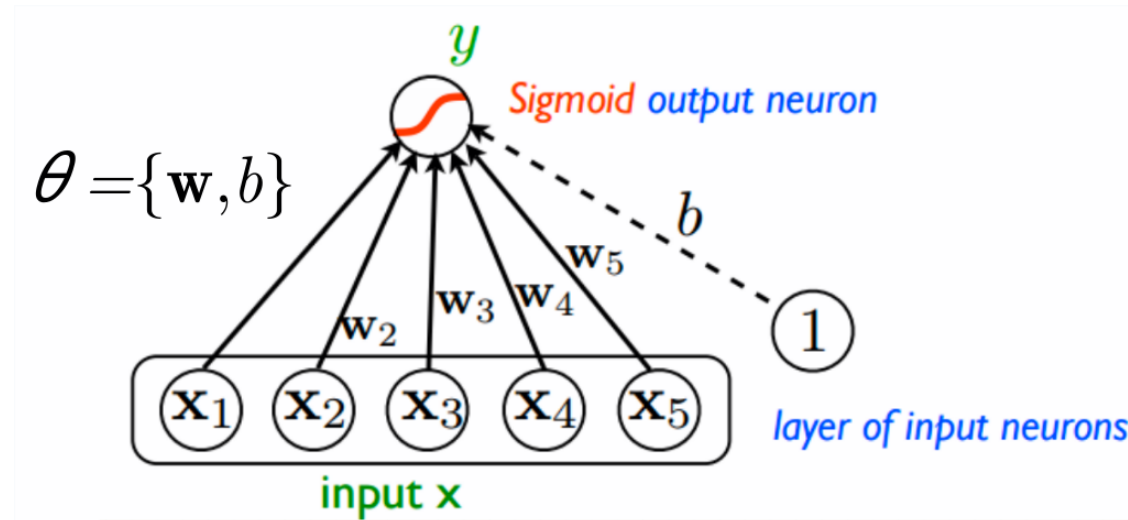 y
Sigmoid output neuron
θ ={w,b}
b
w₅
w₂ w₃ w₄
1
x₁ x₂ x₃ x₄ x₅
layer of input neurons
input x